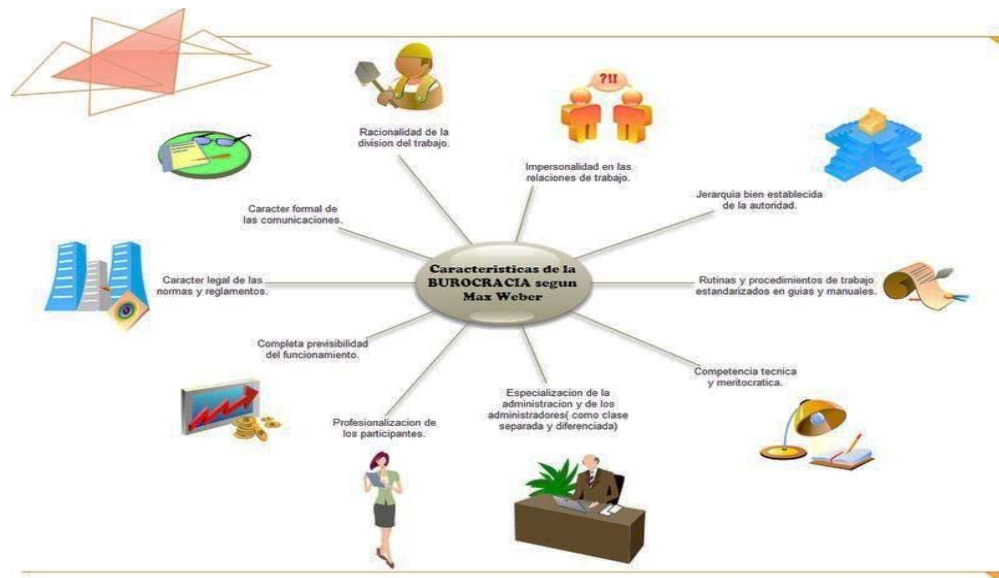 Racionalidad de la
division del trabajo.
?!!
Impersonalidad en las
relaciones de trabajo.
Jerarquia bien establecida
de la autoridad.
Caracter formal de
las comunicaciones.
Caracteristicas de la
BUROCRACIA segun
Max Weber
Caracter legal de las
normas y reglamentos.
Rutinas y procedimientos de trabajo
estandarizados en guias y manuales.
Completa previsibilidad
del funcionamiento.
Competencia tecnica
y meritocratica.
Especializacion de la
administracion y de los
administradores( como clase
separada y diferenciada)
Profesionalizacion de
los participantes.